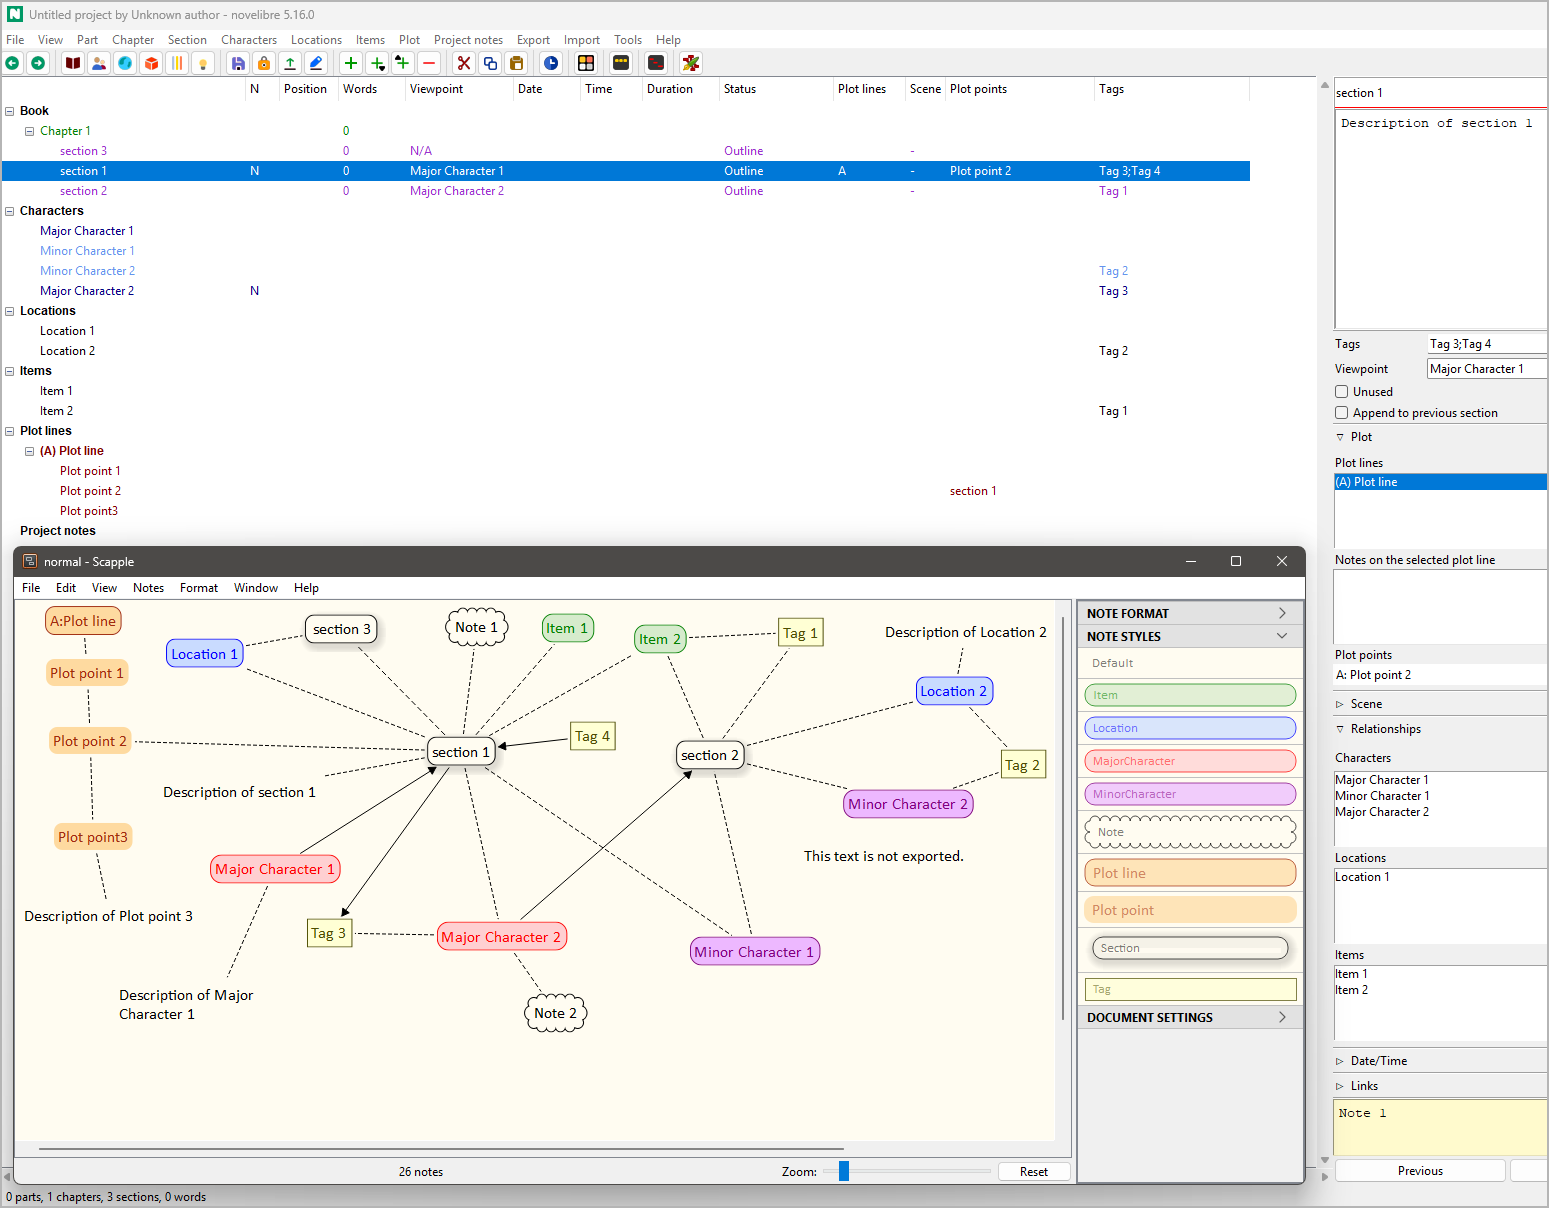 Untitled project by Unknown author - novelibre 5.16.0
File View Part Chapter Section Characters Locations Items Plot Project notes Export Import Tools Help
N Position Words Viewpoint Date Time Duration Status Plot lines Scene Plot points Tags
Book
Chapter 1 0
section 3 0 N/A Outline -
section 1 N 0 Major Character 1 Outline A - Plot point 2 Tag 3;Tag 4
section 2 0 Major Character 2 Outline - Tag 1
Characters
Major Character 1
Minor Character 1
Minor Character 2 Tag 2
Major Character 2 N Tag 3
Locations
Location 1
Location 2 Tag 2
Items
Item 1
Item 2 Tag 1
Plot lines
(A) Plot line
Plot point 1
Plot point 2 section 1
Plot point3
Project notes
section 1
Description of section 1
Tags Tag 3;Tag 4
Viewpoint Major Character 1
Unused
Append to previous section
Plot
Plot lines
(A) Plot line
Notes on the selected plot line
Plot points
A: Plot point 2
Scene
Relationships
Characters
Major Character 1
Minor Character 1
Major Character 2
Locations
Location 1
Items
Item 1
Item 2
Date/Time
Links
Note 1
Previous
normal - Scapple
File Edit View Notes Format Window Help
A:Plot line
section 3
Note 1
Item 1
Item 2
Tag 1
Description of Location 2
Location 1
Plot point 1
Location 2
Plot point 2
section 1
Tag 4
section 2
Tag 2
Description of section 1
Minor Character 2
Plot point3
This text is not exported.
Major Character 1
Description of Plot point 3
Tag 3
Major Character 2
Minor Character 1
Description of Major
Character 1
Note 2
NOTE FORMAT
NOTE STYLES
Default
Item
Location
MajorCharacter
MinorCharacter
Note
Plot line
Plot point
Section
Tag
DOCUMENT SETTINGS
26 notes Zoom: Reset
0 parts, 1 chapters, 3 sections, 0 words